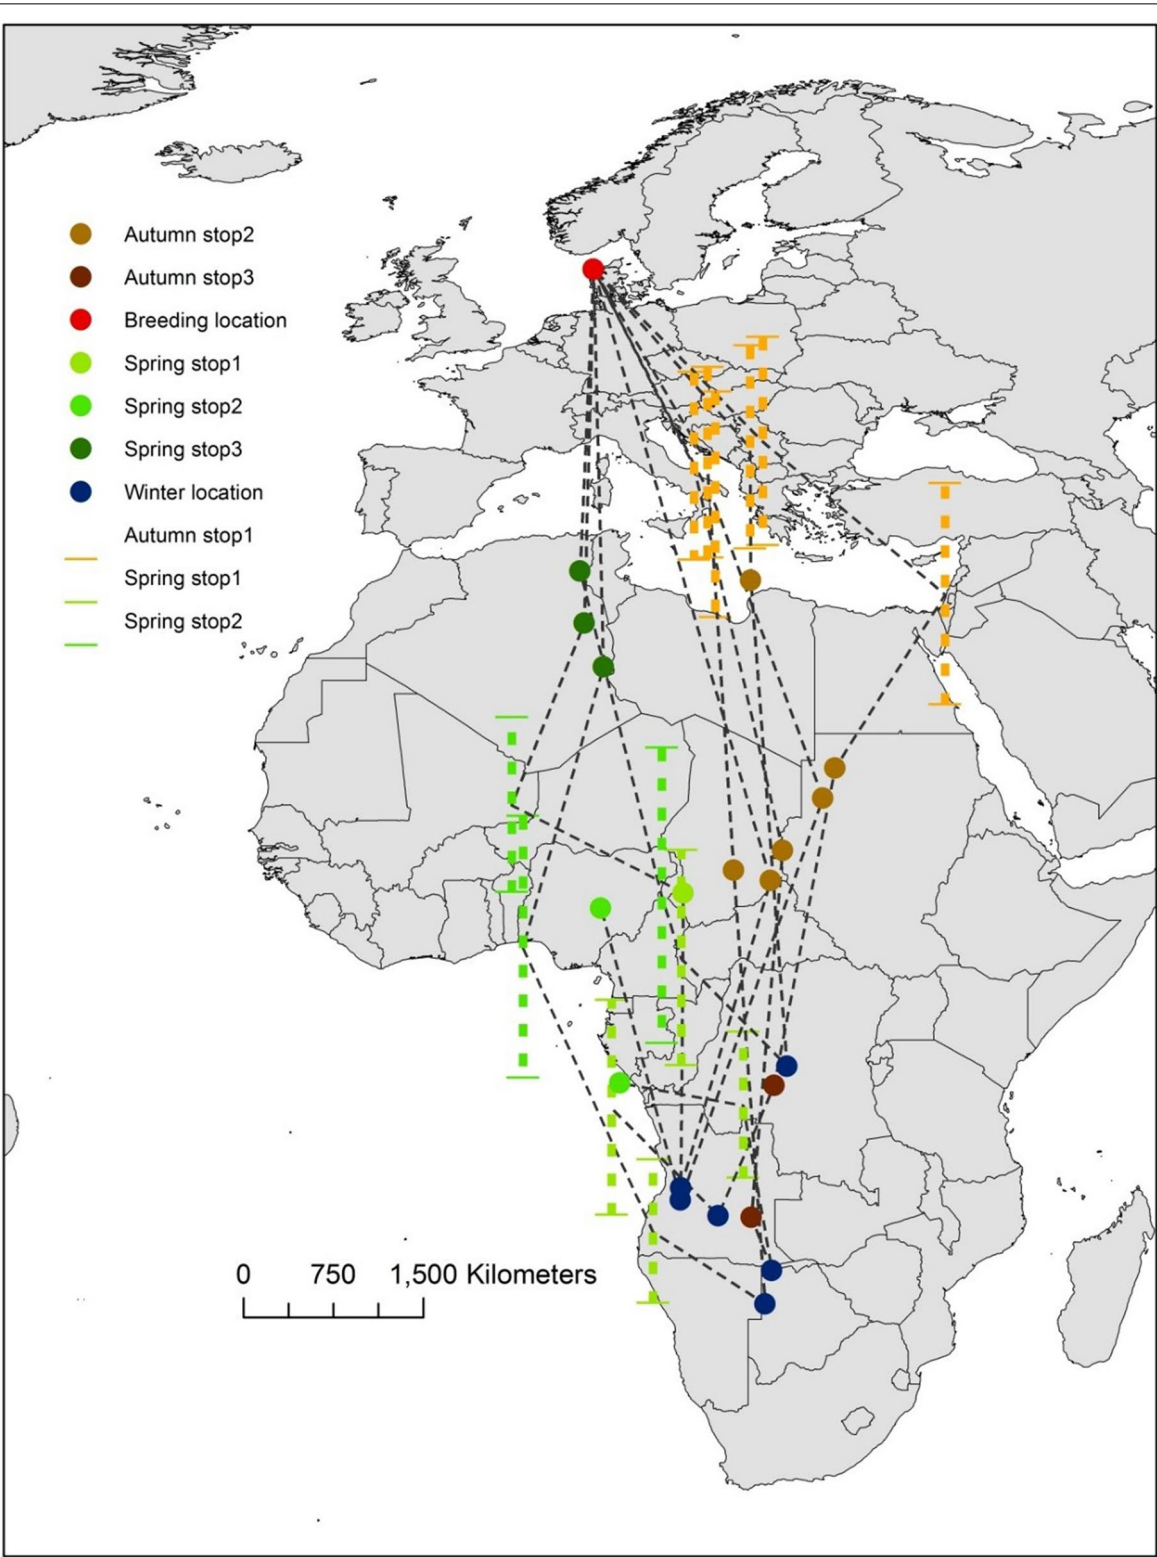 Autumn stop2
Autumn stop3
Breeding location
Spring stop1
Spring stop2
Spring stop3
Winter location
Autumn stop1
Spring stop1
Spring stop2
0 750 1,500 Kilometers